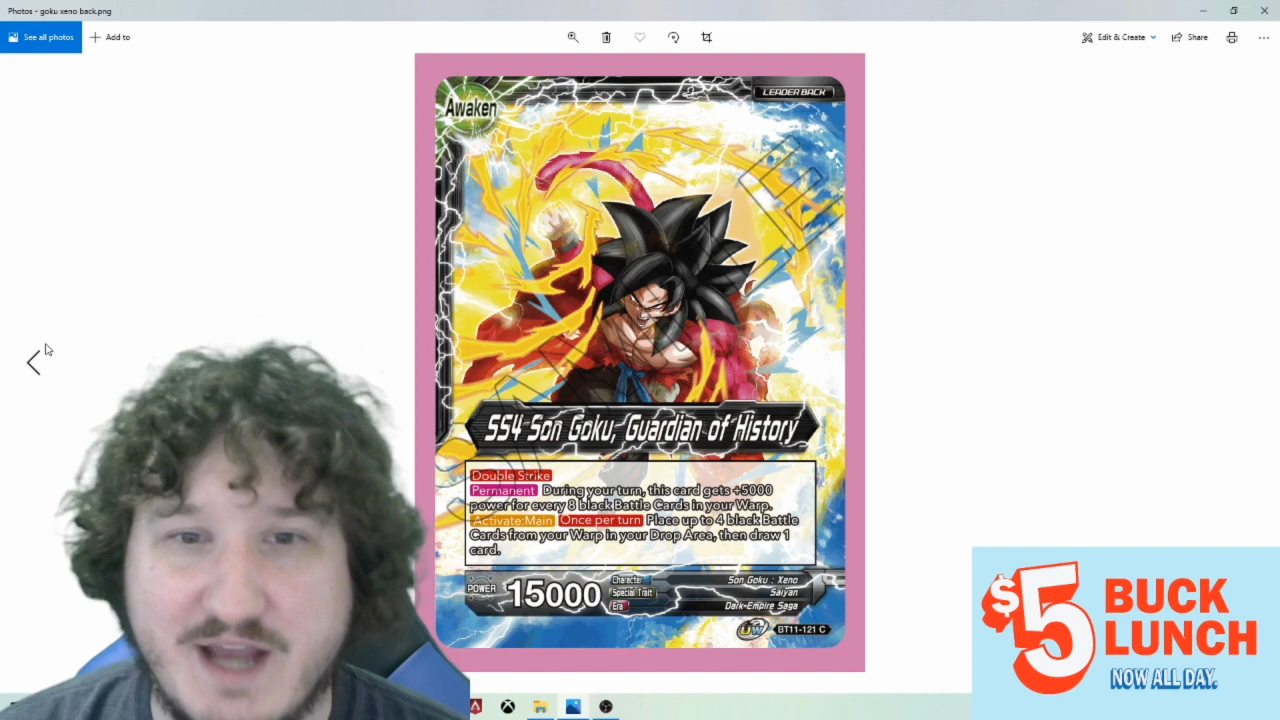 Photos - goku xeno back.png
See all photos
Add to
Edit & Create
Share
LEADER BACK
Awaken
SS4 Son Goku, Guardian of History
Double Strike
Permanent During your turn, this card gets +5000
power for every 8 black Battle Cards in your Warp.
Activate:Main Once per turn Place up to 4 black Battle
Cards from your Warp in your Drop Area, then draw 1
card.
POWER 15000
Character Son Goku : Xeno
Special Trait Saiyan
Era Dark-Empire Saga
UW BT11-121 C
$5 BUCK
LUNCH
NOW ALL DAY.